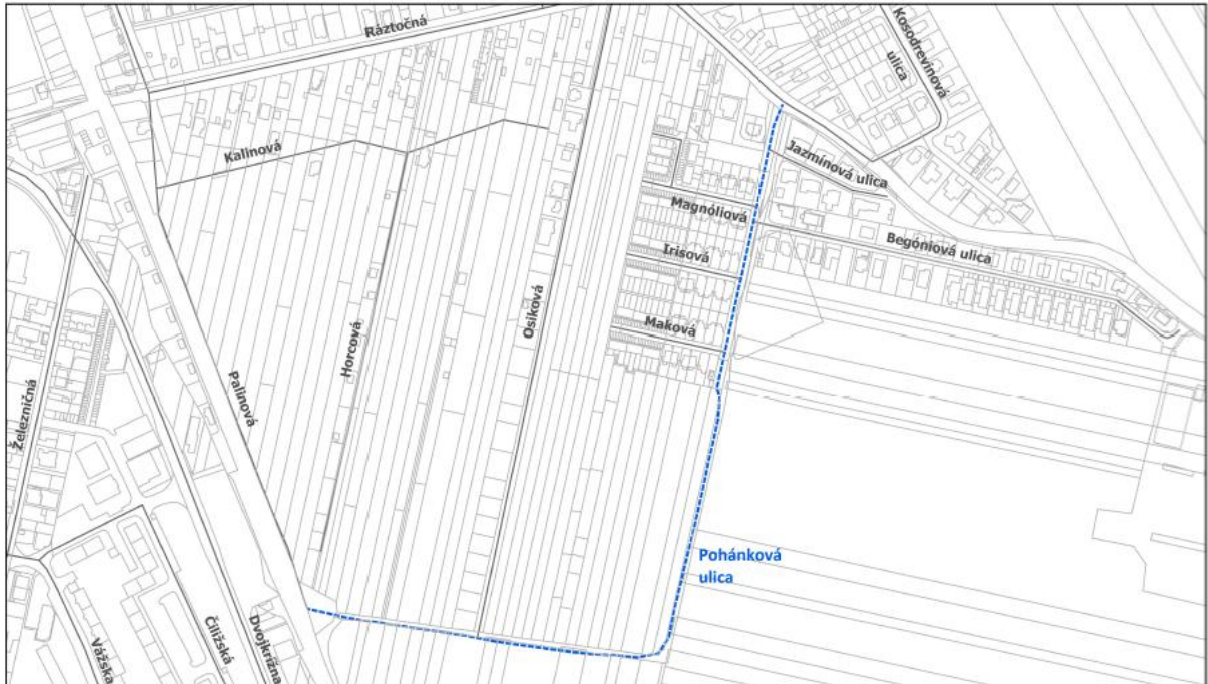 Ráztočná
Kosodrevinová
ulica
Kalinová
Jazmínová ulica
Magnóliová
Begóniová ulica
Irisová
Osiková
Maková
Horcová
Palinová
Železničná
Pohánková
ulica
Čiližská
Dvojkrížna
Vážska